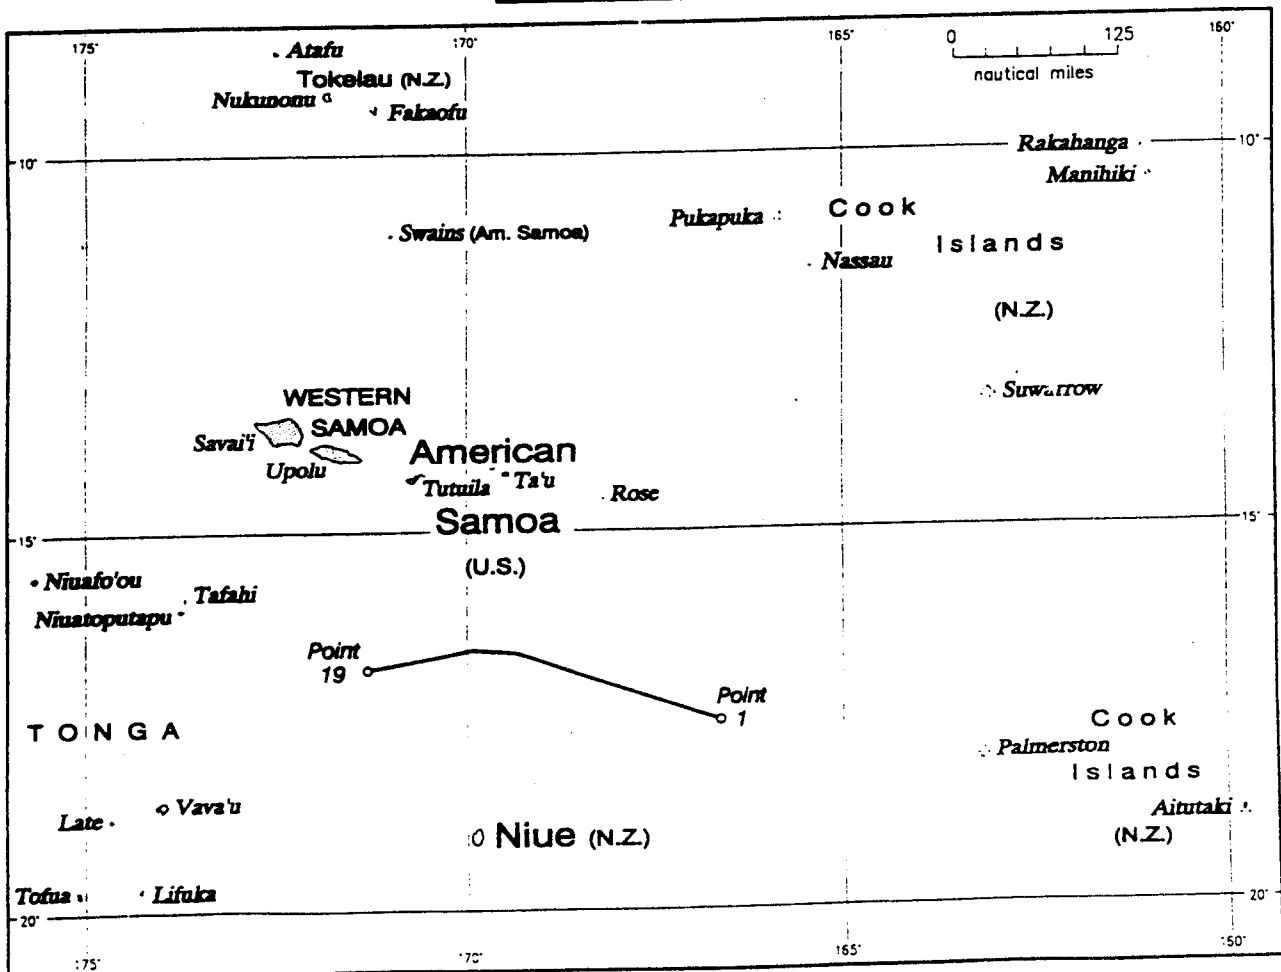 175° 170° 165° 0 125 160°
nautical miles
Atafu
Tokelau (N.Z.)
Nukunonu
Fakaofu
10° Rakahanga 10°
Manihiki
Pukapuka Cook
Swains (Am. Samoa) Islands
Nassau
(N.Z.)
WESTERN
SAMOA
Suwarrow
Savai'i
American
Upolu
Tutuila Ta'u
Rose
Samoa
15° 15°
(U.S.)
Niuafo'ou
Tafahi
Niuatoputapu
Point
19
Point
1
TONGA
Cook
Palmerston
Islands
Late Vava'u
Aitutaki
Niue (N.Z.) (N.Z.)
Tofua Lifuka
20° 20°
175° 170° 165° 160°